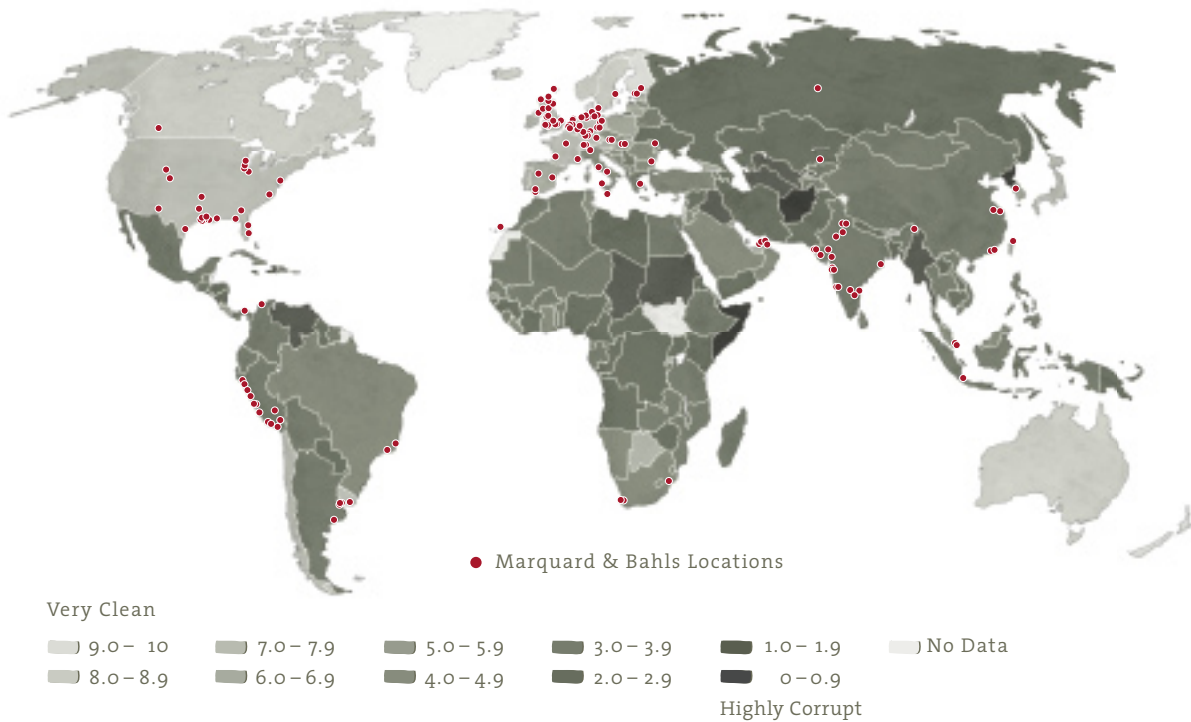 Marquard & Bahls Locations
Very Clean
9.0 – 10 7.0 – 7.9 5.0 – 5.9 3.0 – 3.9 1.0 – 1.9 No Data
8.0 – 8.9 6.0 – 6.9 4.0 – 4.9 2.0 – 2.9 0 – 0.9
Highly Corrupt